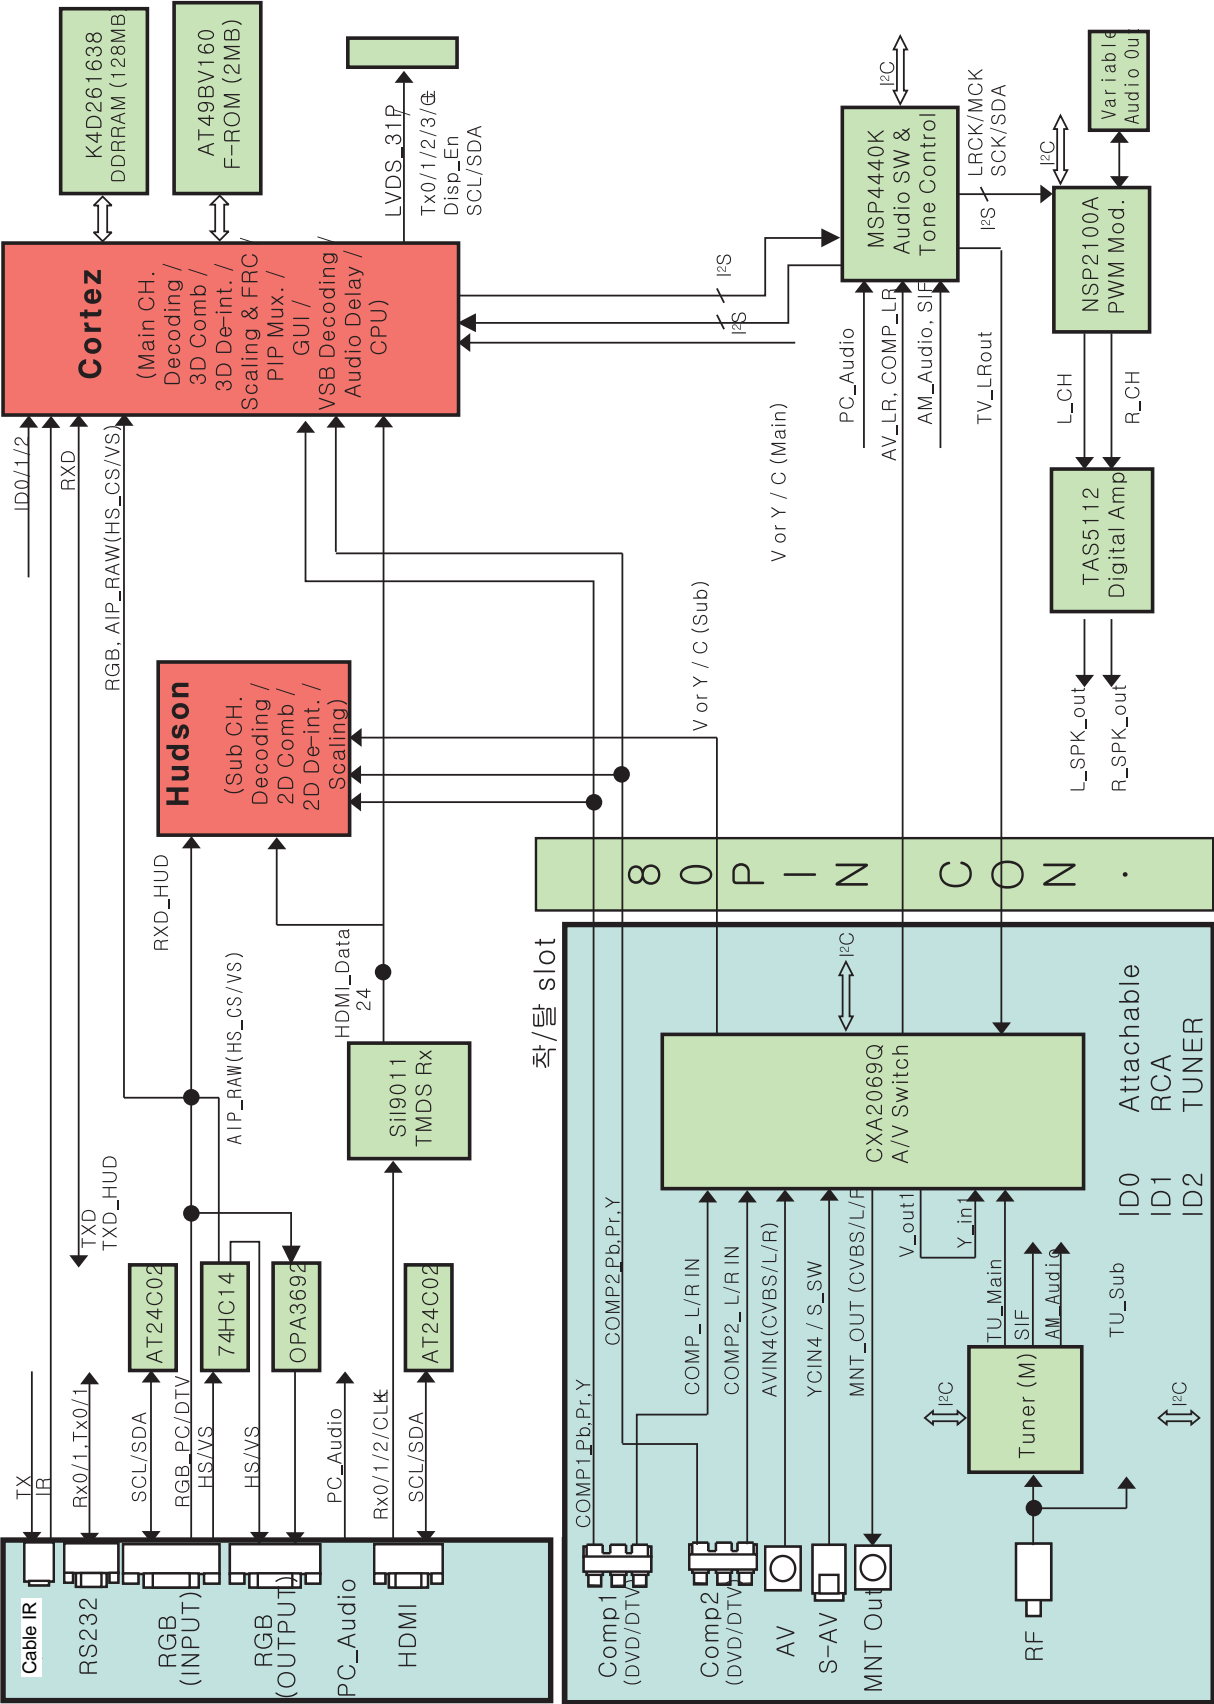 Cable IR
RS232
RGB
(INPUT)
RGB
(OUTPUT)
PC_Audio
HDMI
TX
IR
Rx0/1,Tx0/1
SCL/SDA
RGB_PC/DTV
HS/VS
HS/VS
PC_Audio
Rx0/1/2/CLK±
SCL/SDA
AT24C02
74HC14
OPA3692
AT24C02
TXD
TXD_HUD
AIP_RAW(HS_CS/VS)
SiI9011
TMDS Rx
HDMI_Data
24
RXD_HUD
Hudson
(Sub CH.
Decoding /
2D Comb /
2D De-int. /
Scaling)
ID0/1/2
RXD
RGB, AIP_RAW(HS_CS/VS)
Cortez
(Main CH.
Decoding /
3D Comb /
3D De-int. /
Scaling & FRC /
PIP Mux. /
GUI /
VSB Decoding /
Audio Delay /
CPU)
K4D261638
DDRRAM (128MB)
AT49BV160
F-ROM (2MB)
LVDS_31P
Tx0/1/2/3/C±
Disp_En
SCL/SDA
Comp1
(DVD/DTV)
Comp2
(DVD/DTV)
AV
S-AV
MNT Out
RF
COMP1_Pb,Pr,Y
COMP2_Pb,Pr,Y
COMP_ L/R IN
COMP2_ L/R IN
AVIN4(CVBS/L/R)
YCIN4 / S_SW
MNT_OUT (CVBS/L/R
V_out1
Y_in1
TU_Main
SIF
AM_Audio
TU_Sub
I²C
Tuner (M)
I²C
착/탈 slot
CXA2069Q
A/V Switch
I²C
ID0 Attachable
ID1 RCA
ID2 TUNER
80PIN CON.
V or Y / C (Sub)
V or Y / C (Main)
I²S
I²S
PC_Audio
AV_LR, COMP_LR
AM_Audio, SIF
TV_LRout
MSP4440K
Audio SW &
Tone Control
I²C
LRCK/MCK
SCK/SDA
I²S
I²C
NSP2100A
PWM Mod.
Variable
Audio Out
L_CH
R_CH
TAS5112
Digital Amp
L_SPK_out
R_SPK_out